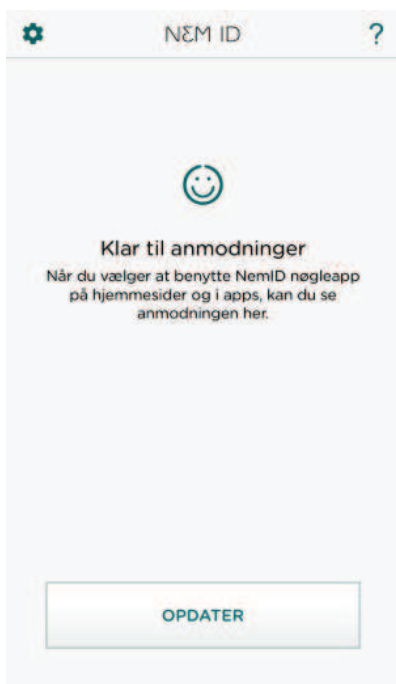 NEM ID ?
Klar til anmodninger
Når du vælger at benytte NemID nøgleapp
på hjemmesider og i apps, kan du se
anmodningen her.
OPDATER